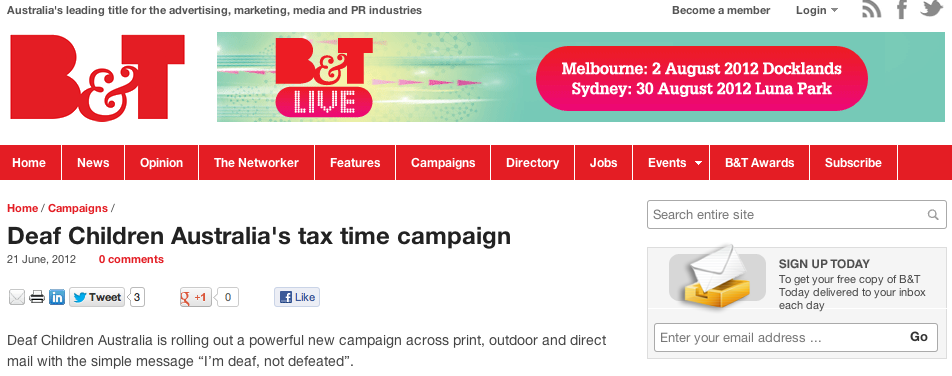 Australia's leading title for the advertising, marketing, media and PR industries
Become a member Login
B&T
B&T
LIVE
Melbourne: 2 August 2012 Docklands
Sydney: 30 August 2012 Luna Park
Home News Opinion The Networker Features Campaigns Directory Jobs Events B&T Awards Subscribe
Home / Campaigns /
Deaf Children Australia's tax time campaign
21 June, 2012 0 comments
in Tweet 3 g +1 0 f Like
Deaf Children Australia is rolling out a powerful new campaign across print, outdoor and direct
mail with the simple message “I’m deaf, not defeated”.
Search entire site
SIGN UP TODAY
To get your free copy of B&T
Today delivered to your inbox
each day
Enter your email address ... Go